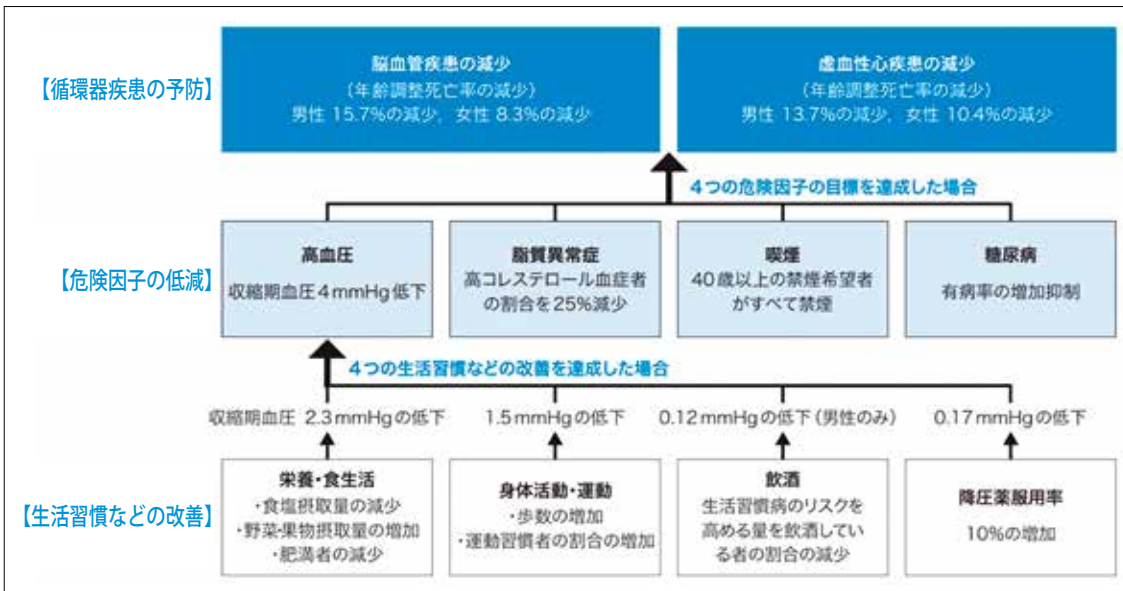 【循環器疾患の予防】
脳血管疾患の減少
（年齢調整死亡率の減少）
男性 15.7％の減少，女性 8.3％の減少
虚血性心疾患の減少
（年齢調整死亡率の減少）
男性 13.7％の減少，女性 10.4％の減少
4つの危険因子の目標を達成した場合
【危険因子の低減】
高血圧
収縮期血圧4mmHg低下
脂質異常症
高コレステロール血症者
の割合を25％減少
喫煙
40歳以上の禁煙希望者
がすべて禁煙
糖尿病
有病率の増加抑制
4つの生活習慣などの改善を達成した場合
収縮期血圧 2.3mmHgの低下
1.5mmHgの低下
0.12mmHgの低下（男性のみ）
0.17mmHgの低下
【生活習慣などの改善】
栄養・食生活
・食塩摂取量の減少
・野菜・果物摂取量の増加
・肥満者の減少
身体活動・運動
・歩数の増加
・運動習慣者の割合の増加
飲酒
生活習慣病のリスクを
高める量を飲酒してい
る者の割合の減少
降圧薬服用率
10％の増加